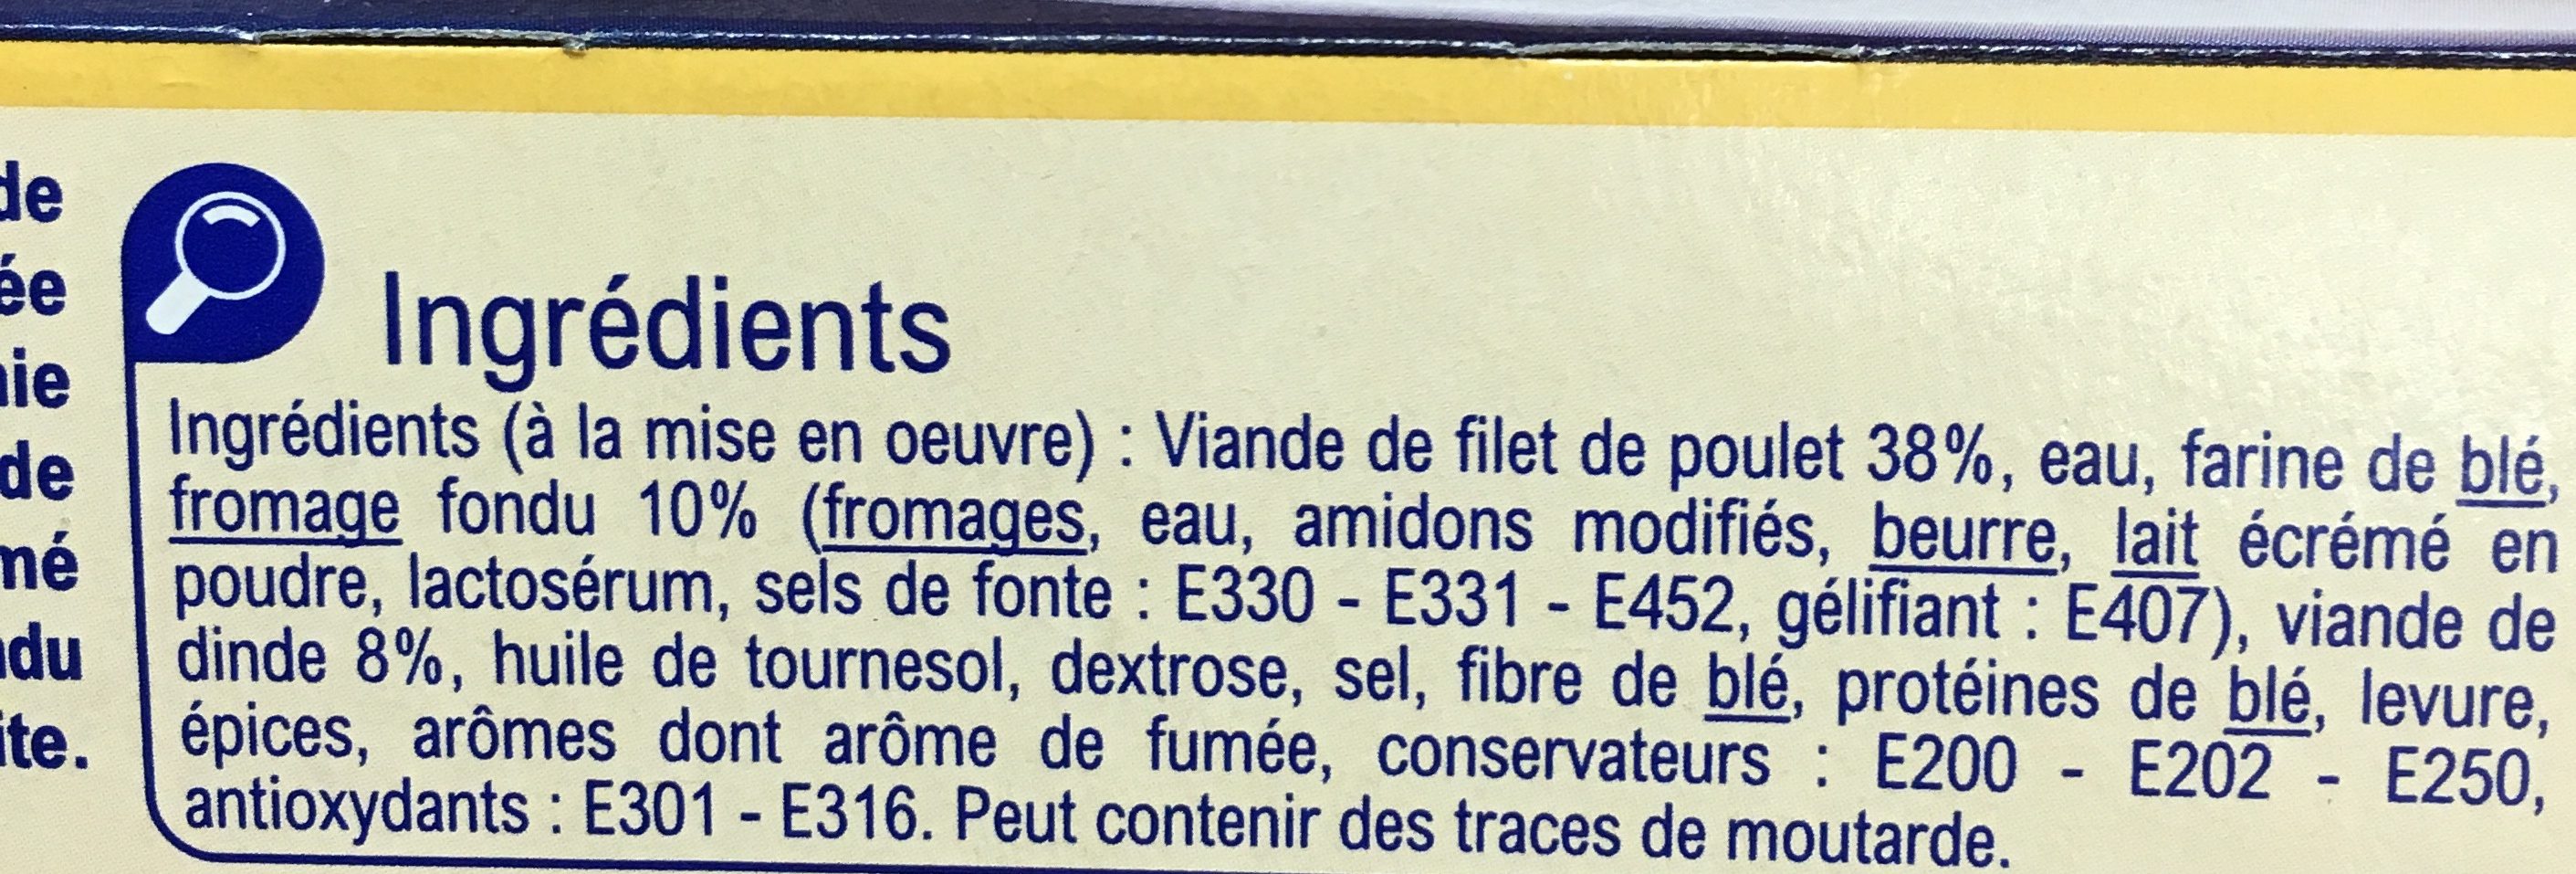 de
ée
nie
de
mé
du
ite.
Ingrédients
Ingrédients (à la mise en oeuvre) : Viande de filet de poulet 38%, eau, farine de blé,
fromage fondu 10% (fromages, eau, amidons modifiés, beurre, lait écrémé en
poudre, lactosérum, sels de fonte : E330 - E331 - E452, gélifiant : E407), viande de
dinde 8%, huile de tournesol, dextrose, sel, fibre de blé, protéines de blé, levure,
épices, arômes dont arôme de fumée, conservateurs : E200 - E202 - E250,
antioxydants : E301 - E316. Peut contenir des traces de moutarde.